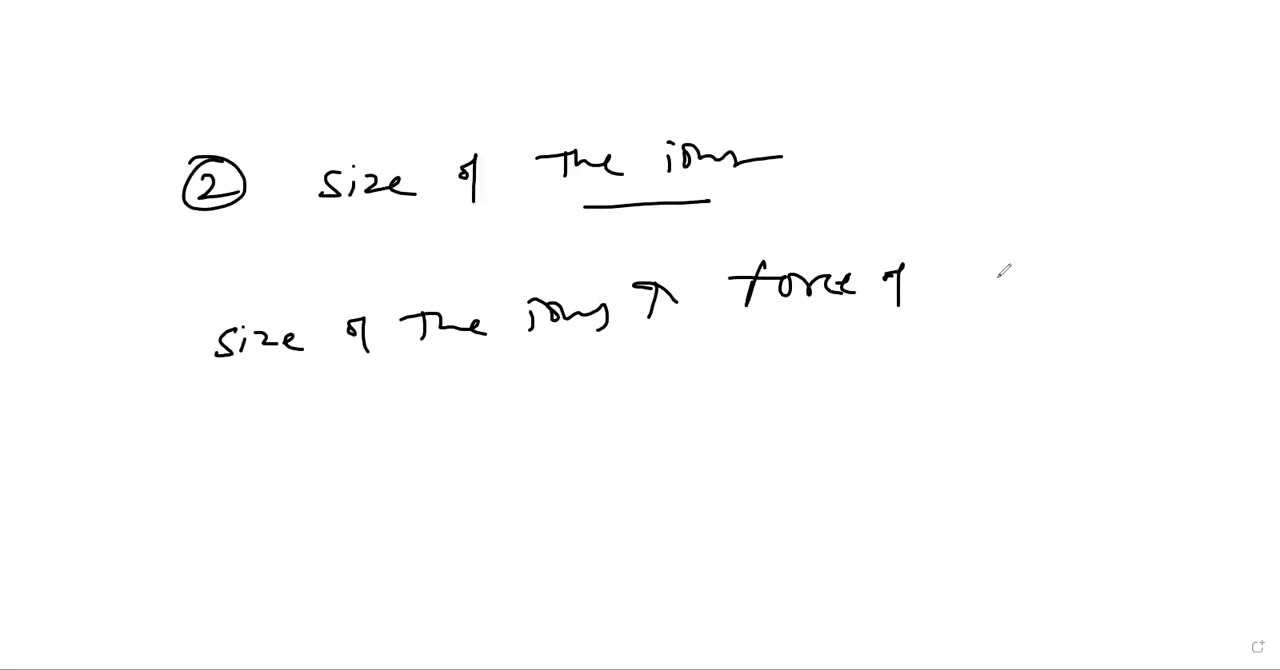 ② size of the ions
size of the ions ↑ force of